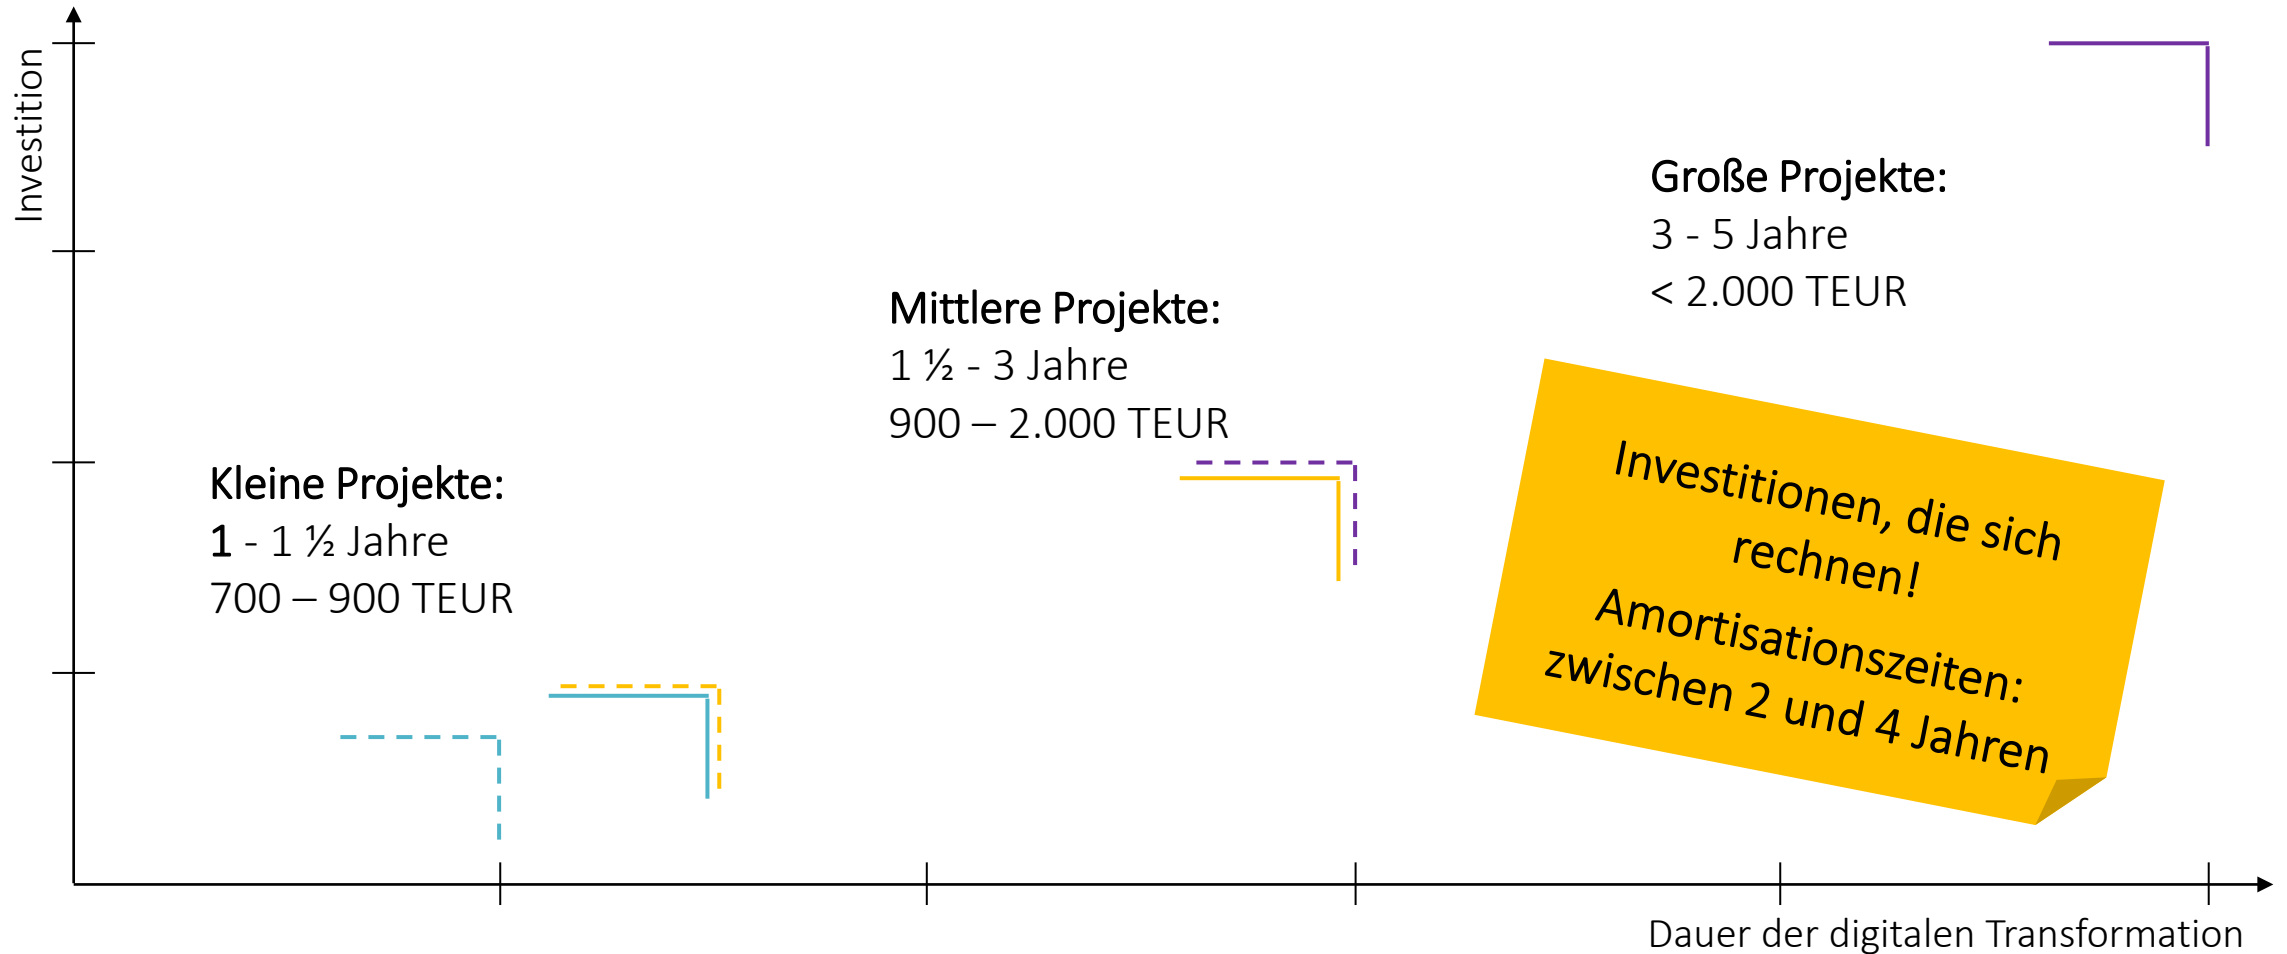 Investition
Große Projekte:
3 - 5 Jahre
< 2.000 TEUR
Mittlere Projekte:
1 ½ - 3 Jahre
900 – 2.000 TEUR
Kleine Projekte:
1 - 1 ½ Jahre
700 – 900 TEUR
Investitionen, die sich
rechnen!
Amortisationszeiten:
zwischen 2 und 4 Jahren
Dauer der digitalen Transformation